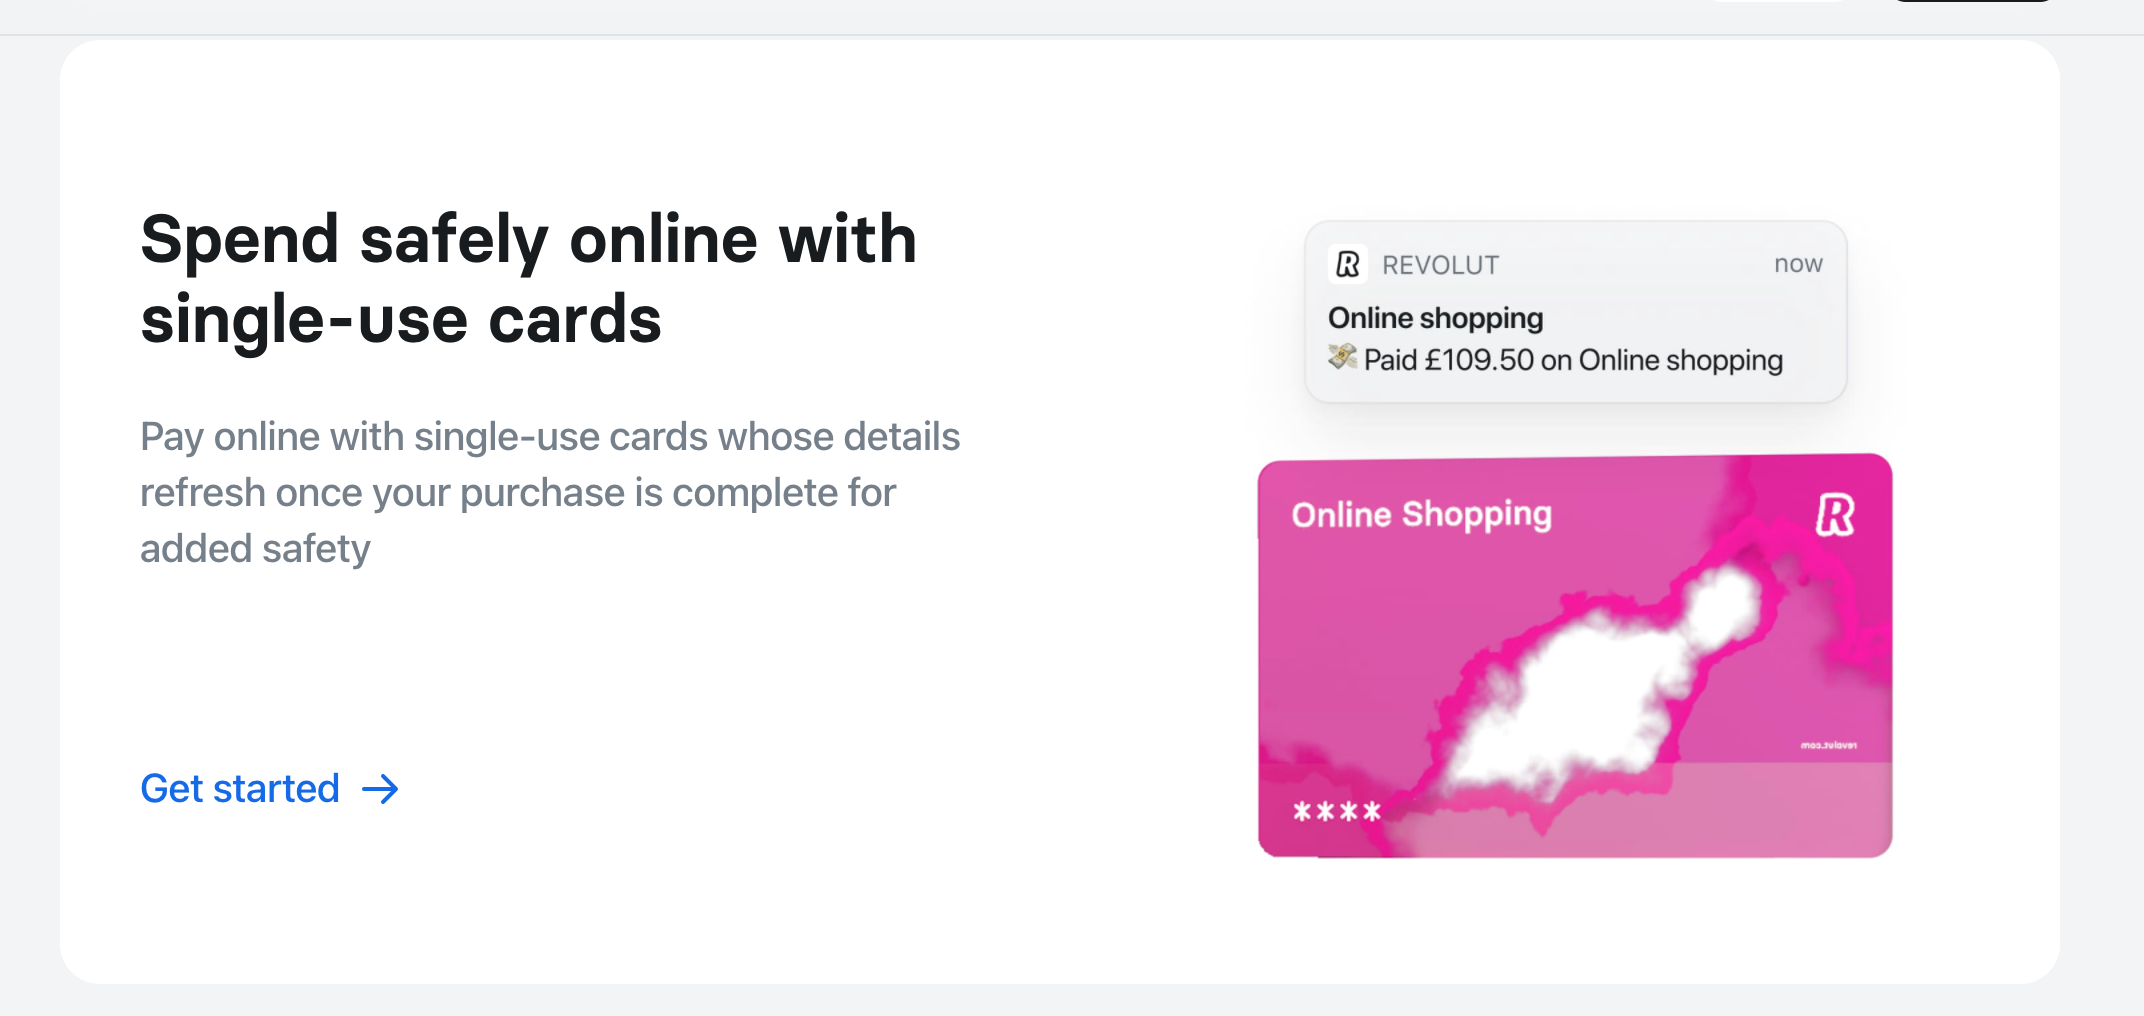 Spend safely online with
single-use cards
Pay online with single-use cards whose details
refresh once your purchase is complete for
added safety
Get started →
R REVOLUT now
Online shopping
💸 Paid £109.50 on Online shopping
Online Shopping R
revolut.com
****